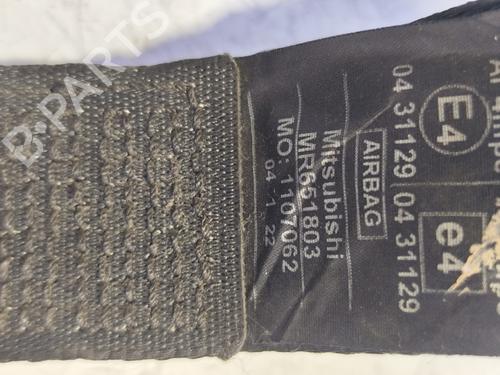 04 31129 04 31129
E4
e4
AIRBAG
Mitsubishi
MR651803
MO: 1107062
04 1 22
B-PARTS